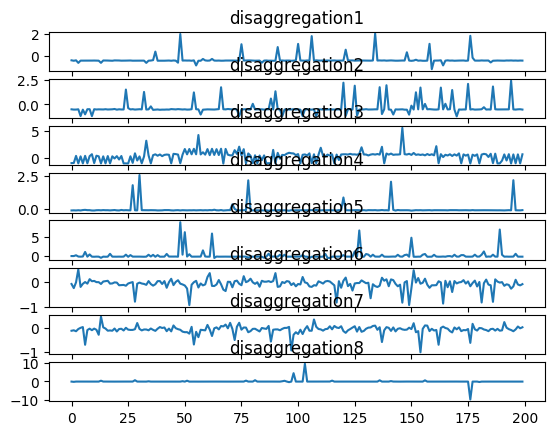 disaggregation1
2
0
disaggregation2
2.5
0.0
disaggregation3
5
0
disaggregation4
2.5
0.0
disaggregation5
5
0
disaggregation6
0
−1
disaggregation7
0
−1
disaggregation8
10
0
−10
0 25 50 75 100 125 150 175 200